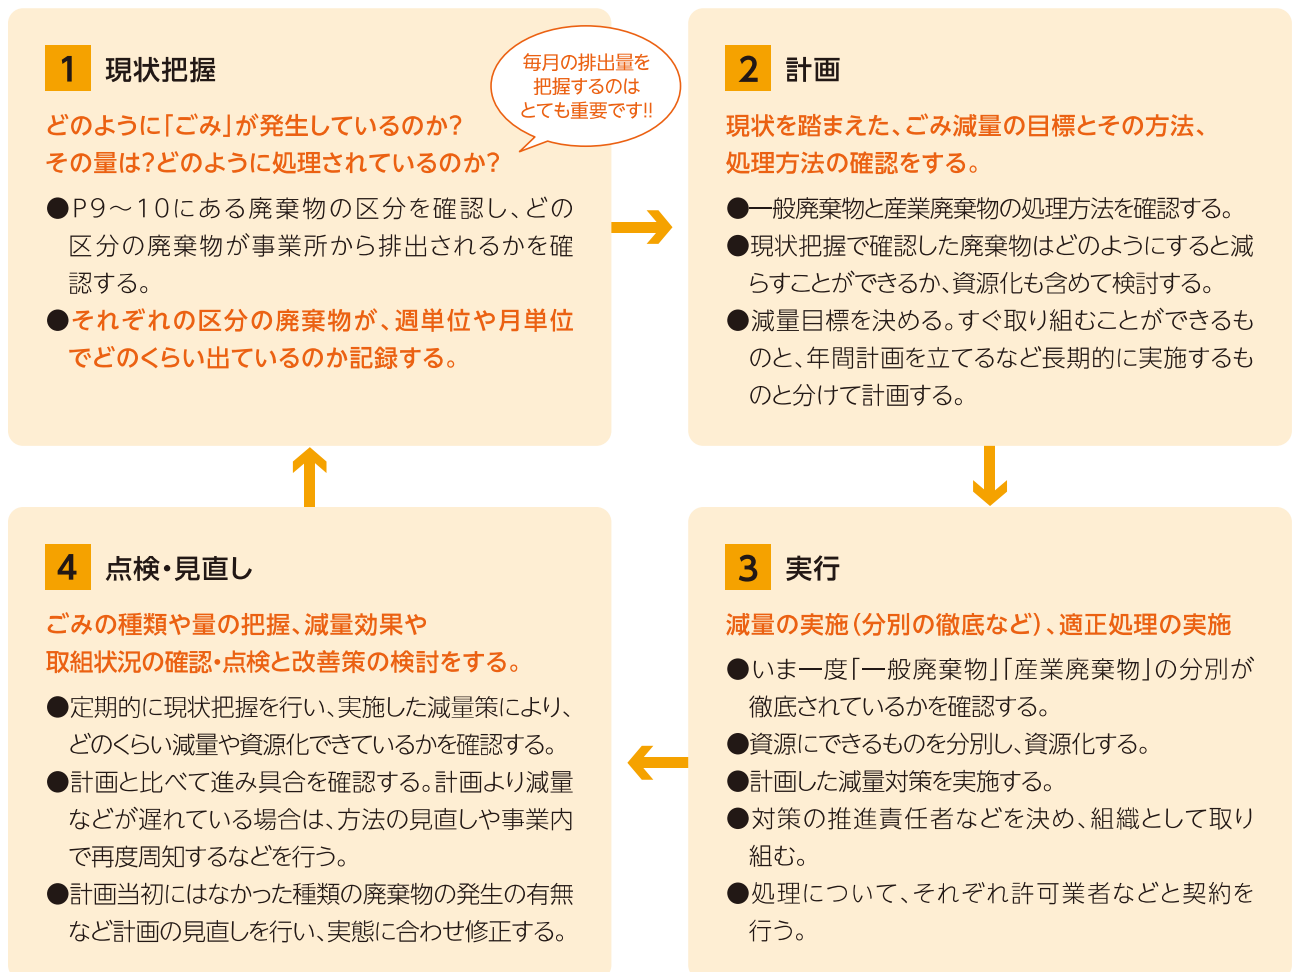 1 現状把握
毎月の排出量を
把握するのは
とても重要です!!
どのように「ごみ」が発生しているのか?
その量は?どのように処理されているのか?
●P9～10にある廃棄物の区分を確認し、どの
区分の廃棄物が事業所から排出されるかを確
認する。
●それぞれの区分の廃棄物が、週単位や月単位
でどのくらい出ているのか記録する。
2 計画
現状を踏まえた、ごみ減量の目標とその方法、
処理方法の確認をする。
●一般廃棄物と産業廃棄物の処理方法を確認する。
●現状把握で確認した廃棄物はどのようにすると減
らすことができるか、資源化も含めて検討する。
●減量目標を決める。すぐ取り組むことができるも
のと、年間計画を立てるなど長期的に実施するも
のと分けて計画する。
3 実行
減量の実施(分別の徹底など)、適正処理の実施
●いま一度「一般廃棄物」「産業廃棄物」の分別が
徹底されているかを確認する。
●資源にできるものを分別し、資源化する。
●計画した減量対策を実施する。
●対策の推進責任者などを決め、組織として取り
組む。
●処理について、それぞれ許可業者などと契約を
行う。
4 点検・見直し
ごみの種類や量の把握、減量効果や
取組状況の確認・点検と改善策の検討をする。
●定期的に現状把握を行い、実施した減量策により、
どのくらい減量や資源化できているかを確認する。
●計画と比べて進み具合を確認する。計画より減量
などが遅れている場合は、方法の見直しや事業内
で再度周知するなどを行う。
●計画当初にはなかった種類の廃棄物の発生の有無
など計画の見直しを行い、実態に合わせ修正する。